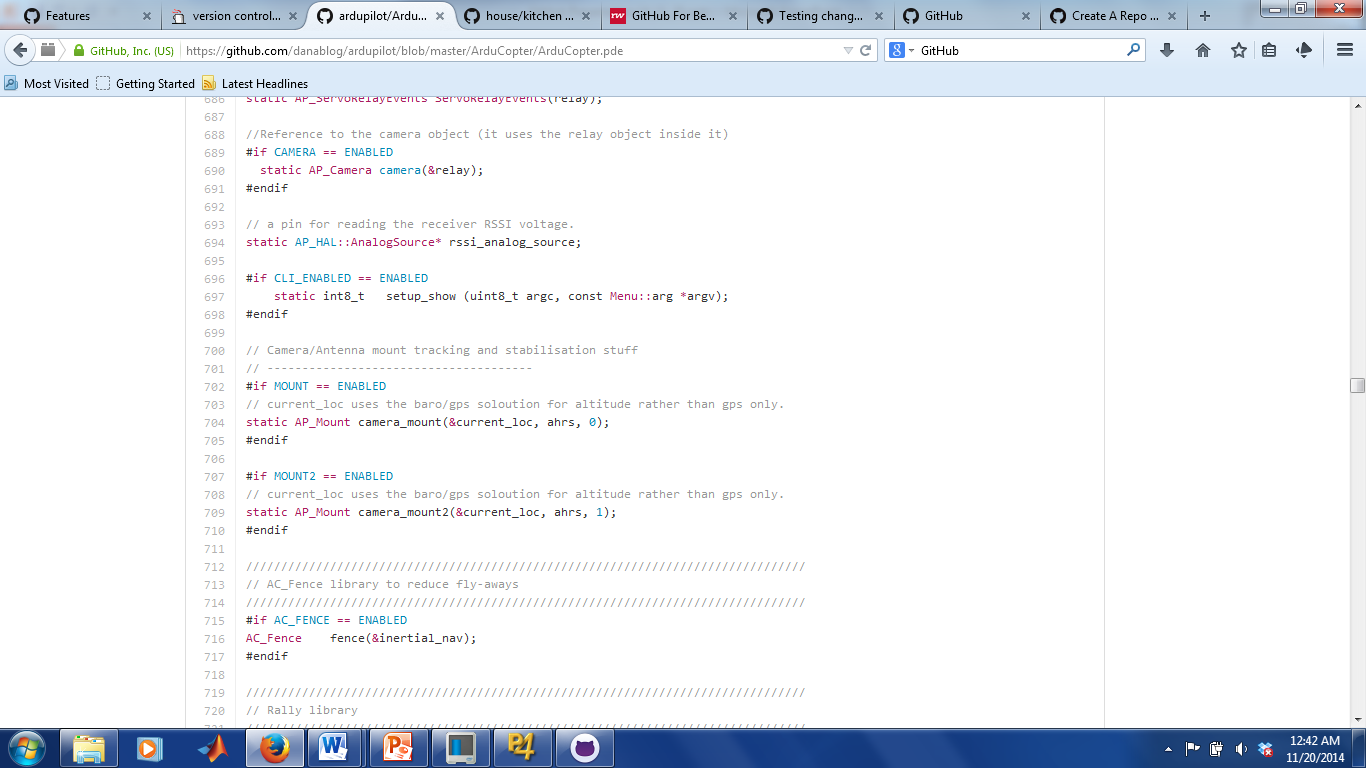 Features
version control...
ardupilot/Ardu...
house/kitchen ...
rw
GitHub For Be...
Testing chang...
GitHub
Create A Repo ...
GitHub, Inc. (US)
https://github.com/danablog/ardupilot/blob/master/ArduCopter/ArduCopter.pde
GitHub
Most Visited
Getting Started
Latest Headlines
686 static AP_ServoRelayEvents ServoRelayEvents(relay);
687
688 //Reference to the camera object (it uses the relay object inside it)
689 #if CAMERA == ENABLED
690 static AP_Camera camera(&relay);
691 #endif
692
693 // a pin for reading the receiver RSSI voltage.
694 static AP_HAL::AnalogSource* rssi_analog_source;
695
696 #if CLI_ENABLED == ENABLED
697 static int8_t   setup_show (uint8_t argc, const Menu::arg *argv);
698 #endif
699
700 // Camera/Antenna mount tracking and stabilisation stuff
701 // --------------------------------------
702 #if MOUNT == ENABLED
703 // current_loc uses the baro/gps soloution for altitude rather than gps only.
704 static AP_Mount camera_mount(&current_loc, ahrs, 0);
705 #endif
706
707 #if MOUNT2 == ENABLED
708 // current_loc uses the baro/gps soloution for altitude rather than gps only.
709 static AP_Mount camera_mount2(&current_loc, ahrs, 1);
710 #endif
711
712 ////////////////////////////////////////////////////////////////////////////////
713 // AC_Fence library to reduce fly-aways
714 ////////////////////////////////////////////////////////////////////////////////
715 #if AC_FENCE == ENABLED
716 AC_Fence    fence(&inertial_nav);
717 #endif
718
719 ////////////////////////////////////////////////////////////////////////////////
720 // Rally library
721 ////////////////////////////////////////////////////////////////////////////////
12:42 AM
11/20/2014